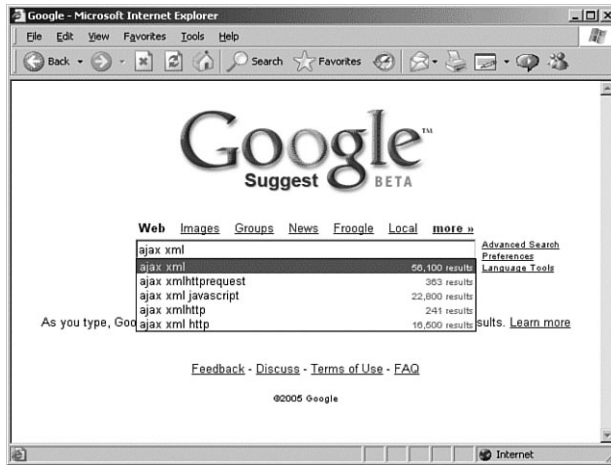 Google - Microsoft Internet Explorer
File Edit View Favorites Tools Help
Back Search Favorites
Google™
Suggest BETA
Web Images Groups News Froogle Local more »
ajax xml
Advanced Search
Preferences
Language Tools
ajax xml 56,100 results
ajax xmlhttprequest 363 results
ajax xml javascript 22,800 results
ajax xmlhttp 241 results
ajax xml http 16,500 results
As you type, Goo sults. Learn more
Feedback - Discuss - Terms of Use - FAQ
©2005 Google
Internet